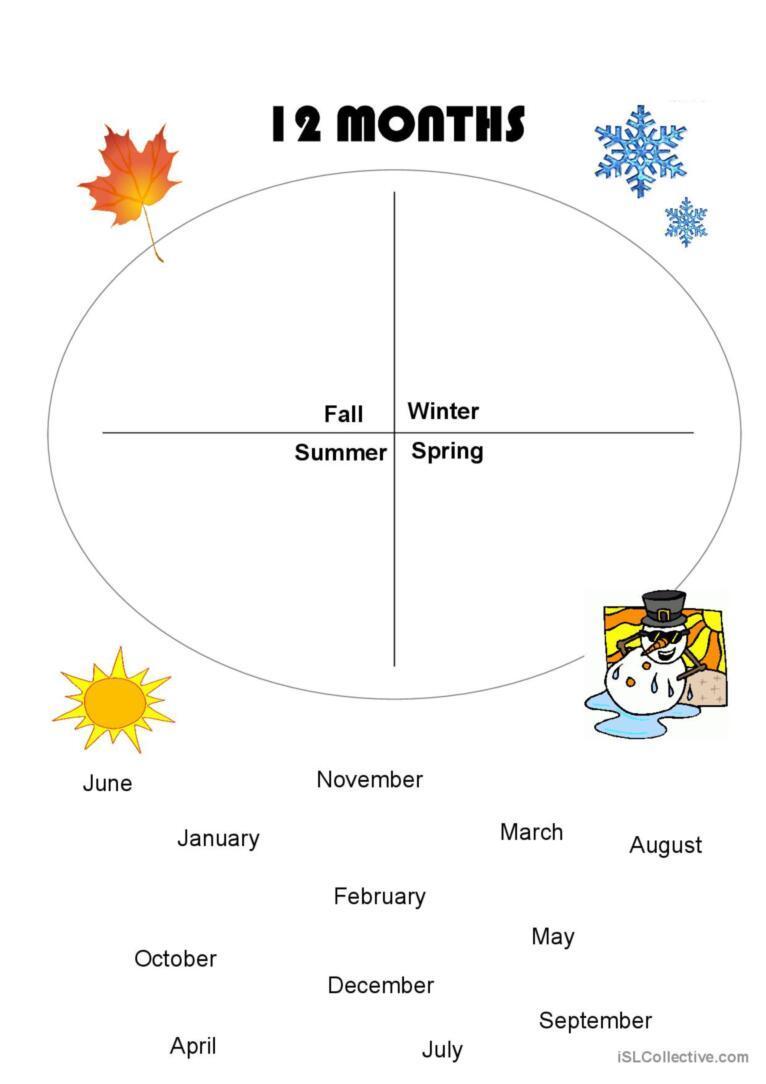 12 MONTHS
Fall
Winter
Summer
Spring
June
November
January
March
August
February
May
October
December
September
April
July
iSLCollective.com